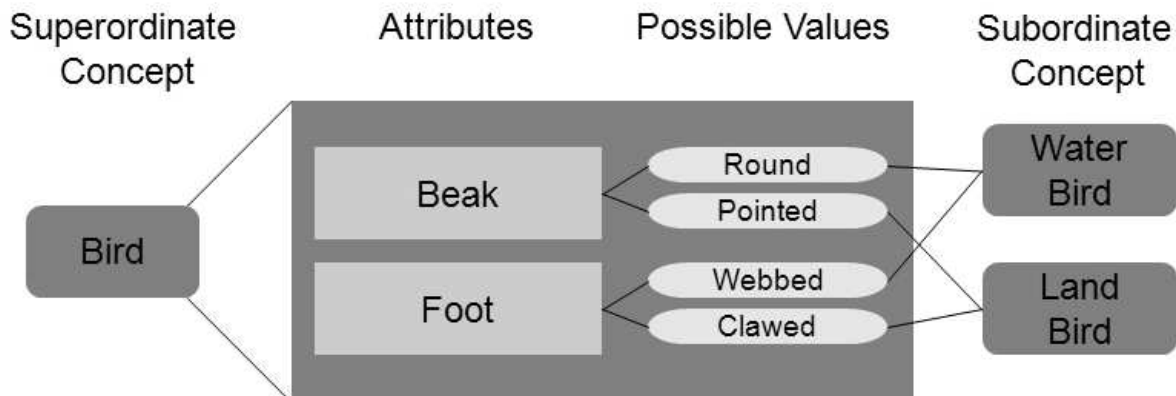 Superordinate
Concept
Attributes
Possible Values
Subordinate
Concept
Bird
Beak
Foot
Round
Pointed
Webbed
Clawed
Water
Bird
Land
Bird